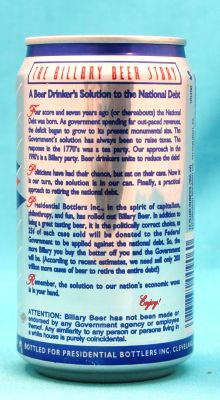 THE BILLARY BEER STORY
A Beer Drinker's Solution to the National Debt
Four score and seven years ago (or thereabouts) the National
Debt was born. As government spending far out-paced revenues,
the deficit began to grow to its present monumental size. The
Government's solution has always been to raise taxes. The
response in the 1770's was a tea party. Our approach in the
1990's is a Billary party. Beer drinkers unite to reduce the debt!
Politicians have had their chance, but sat on their cans. Now it
is our turn, the solution is in our can. Finally, a practical
approach to retiring the national debt.
Presidential Bottlers Inc., in the spirit of capitalism,
philanthropy, and fun, has rolled out Billary Beer. In addition to
being a great tasting beer, it is the politically correct choice, as
25¢ of each case sold will be donated to the Federal
Government to be applied against the national debt. So the
more Billary you buy the better off you and the Government
will be. (According to recent estimates, we need sell only
trillion more cases of beer to retire the entire debt!)
Remember, the solution to our nation's economic woes
is in your hand.
Enjoy!
ATTENTION: Billary Beer has not been made or
endorsed by any Government agency or employee
thereof. Any similarity to any person or persons living in
a white house is purely coincidental.
BOTTLED FOR PRESIDENTIAL BOTTLERS INC. CLEVELAND